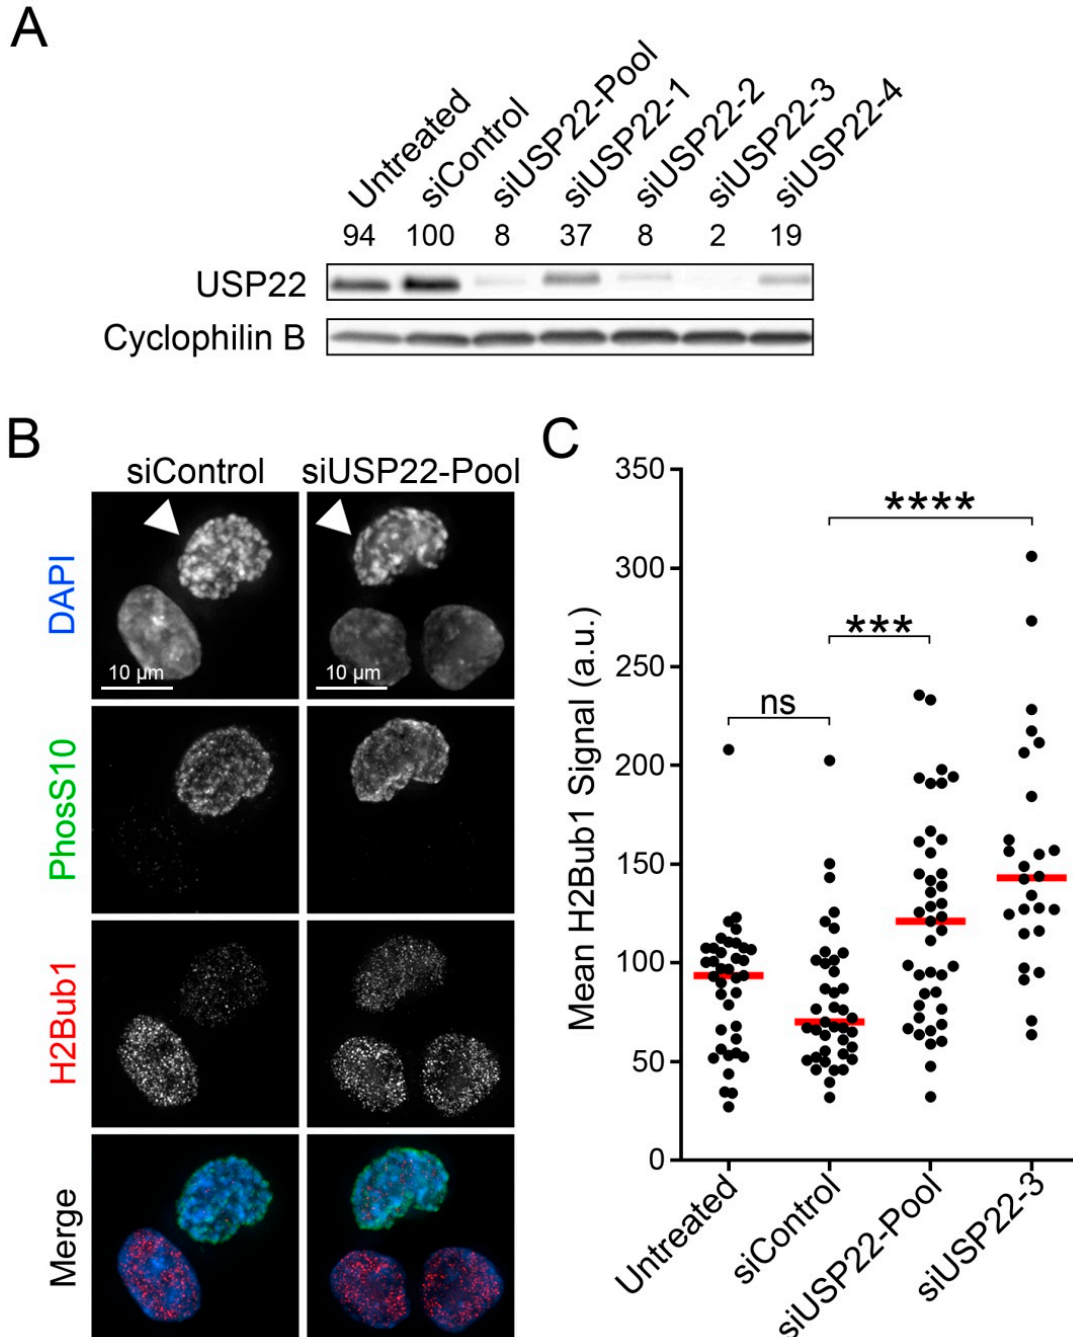 A
Untreated
siControl
siUSP22-Pool
siUSP22-1
siUSP22-2
siUSP22-3
siUSP22-4
94 100 8 37 8 2 19
USP22
Cyclophilin B
B
siControl siUSP22-Pool
DAPI
10 µm 10 µm
PhosS10
H2Bub1
Merge
C
Mean H2Bub1 Signal (a.u.)
350
300
250
200
150
100
50
0
****
***
ns
Untreated
siControl
siUSP22-Pool
siUSP22-3